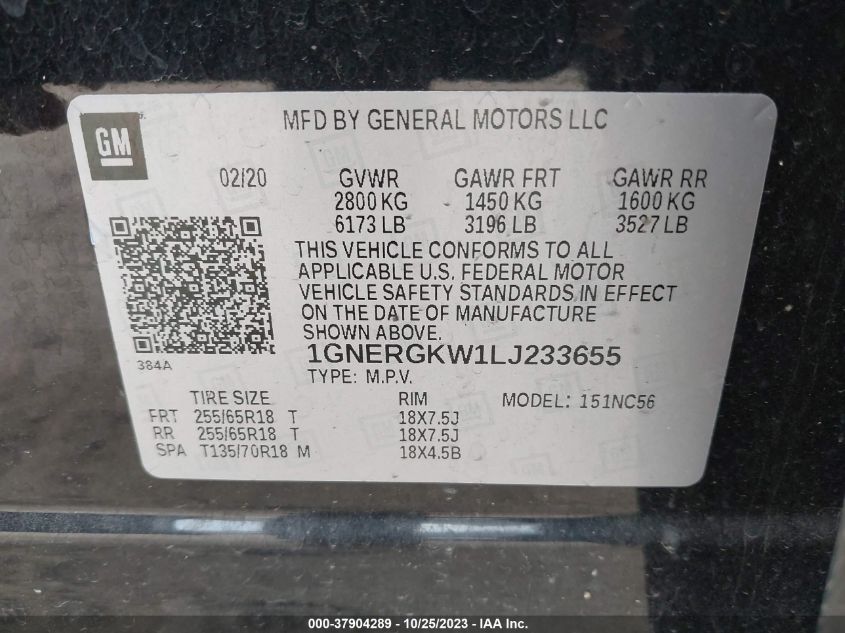 GM
MFD BY GENERAL MOTORS LLC
02/20 GVWR GAWR FRT GAWR RR
2800 KG 1450 KG 1600 KG
6173 LB 3196 LB 3527 LB
THIS VEHICLE CONFORMS TO ALL
APPLICABLE U.S. FEDERAL MOTOR
VEHICLE SAFETY STANDARDS IN EFFECT
ON THE DATE OF MANUFACTURE
SHOWN ABOVE.
1GNERGKW1LJ233655
384A
TYPE: M.P.V.
TIRE SIZE RIM MODEL: 151NC56
FRT 255/65R18 T 18X7.5J
RR 255/65R18 T 18X7.5J
SPA T135/70R18 M 18X4.5B
000-37904289 - 10/25/2023 - IAA Inc.